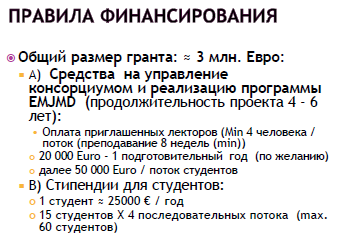 ПРАВИЛА ФИНАНСИРОВАНИЯ
Общий размер гранта: ≈ 3 млн. Евро:
А) Средства на управление
консорциумом и реализацию программы
EMJMD (продолжительность проекта 4 - 6
лет):
Оплата приглашенных лекторов (Min 4 человека /
поток (преподавание 8 недель (min))
20 000 Euro - 1 подготовительный год (по желанию)
далее 50 000 Euro / поток студентов
В) Стипендии для студентов:
1 студент ≈ 25000 € / год
15 студентов X 4 последовательных потока (max.
60 студентов)